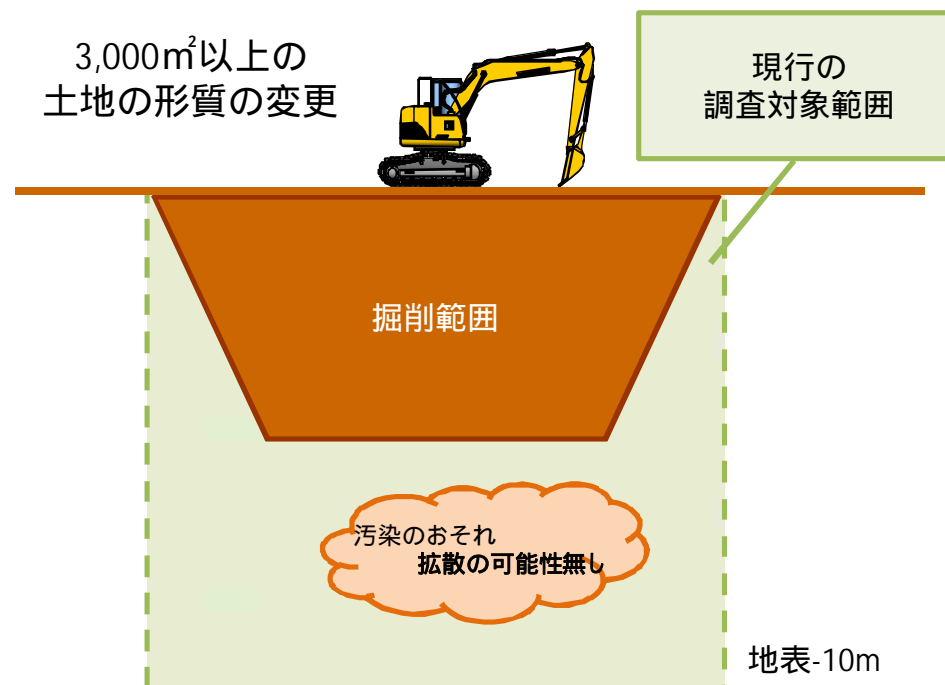 3,000㎡以上の
土地の形質の変更
現行の
調査対象範囲
掘削範囲
汚染のおそれ
拡散の可能性無し
地表-10m